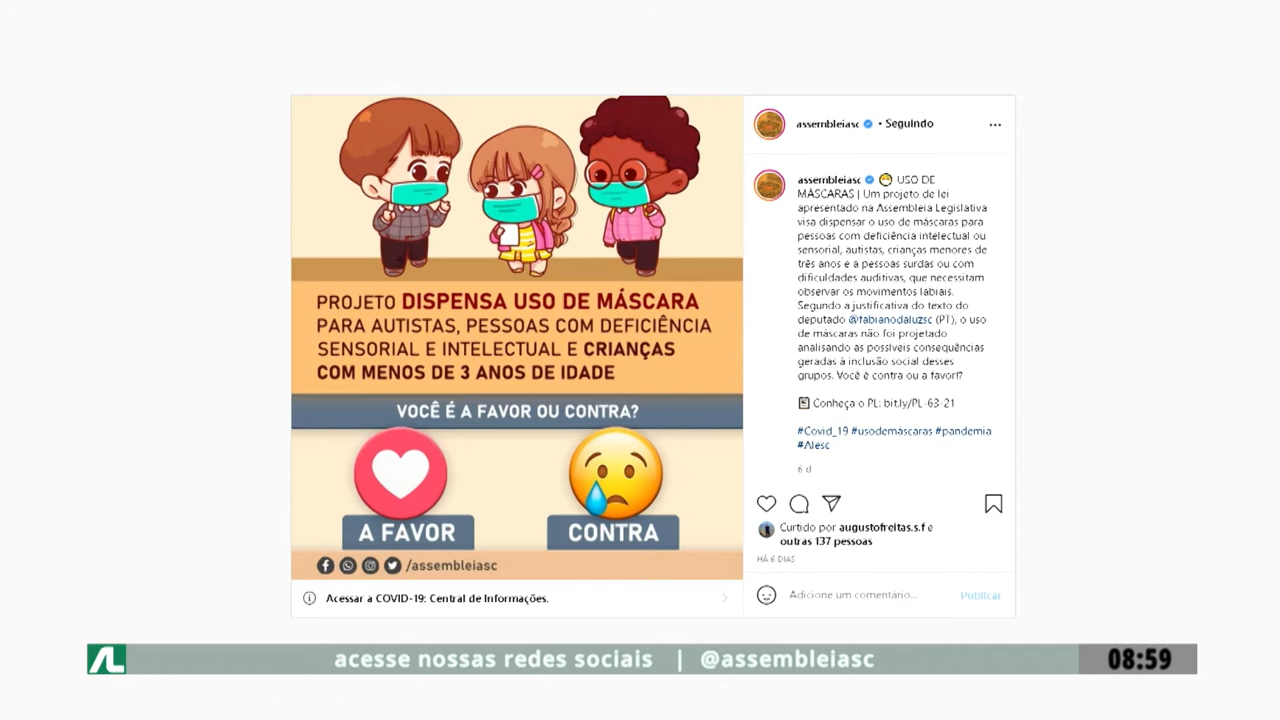 PROJETO DISPENSA USO DE MÁSCARA
PARA AUTISTAS, PESSOAS COM DEFICIÊNCIA
SENSORIAL E INTELECTUAL E CRIANÇAS
COM MENOS DE 3 ANOS DE IDADE
VOCÊ É A FAVOR OU CONTRA?
A FAVOR
CONTRA
/assembleiasc
Acessar a COVID-19: Central de Informações.
assembleiasc • Seguindo
assembleiasc USO DE
MÁSCARAS | Um projeto de lei
apresentado na Assembleia Legislativa
visa dispensar o uso de máscaras para
pessoas com deficiência intelectual ou
sensorial, autistas, crianças menores de
três anos e a pessoas surdas ou com
dificuldades auditivas, que necessitam
observar os movimentos labiais.
Segundo a justificativa do texto do
deputado @fabianodaluzsc (PT), o uso
de máscaras não foi projetado
analisando as possíveis consequências
geradas à inclusão social desses
grupos. Você é contra ou a favor!?
Conheça o PL: bit.ly/PL-63-21
#Covid_19 #usodemáscaras #pandemia
#Alesc
6 d
Curtido por augustofreitas.s.f e
outras 137 pessoas
HÁ 6 DIAS
Adicione um comentário... Publicar
AL acesse nossas redes sociais | @assembleiasc 08:59